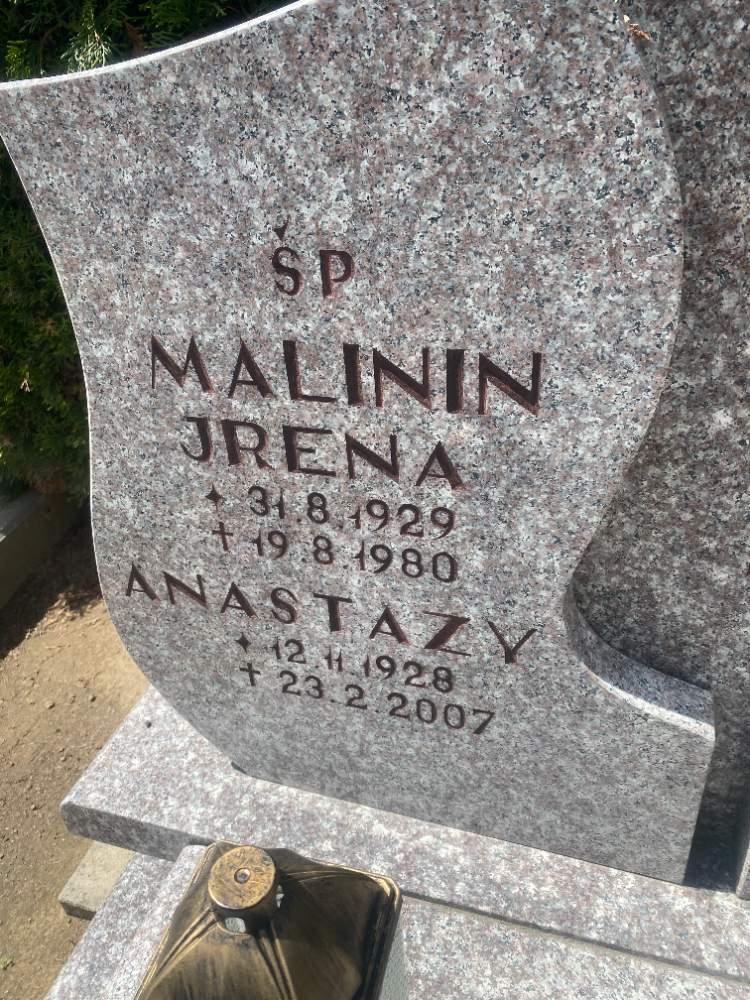 ŚP
MALININ
JRENA
✦ 31.8.1929
✝ 19.8.1980
ANASTAZY
✦ 12.11.1928
✝ 23.2.2007